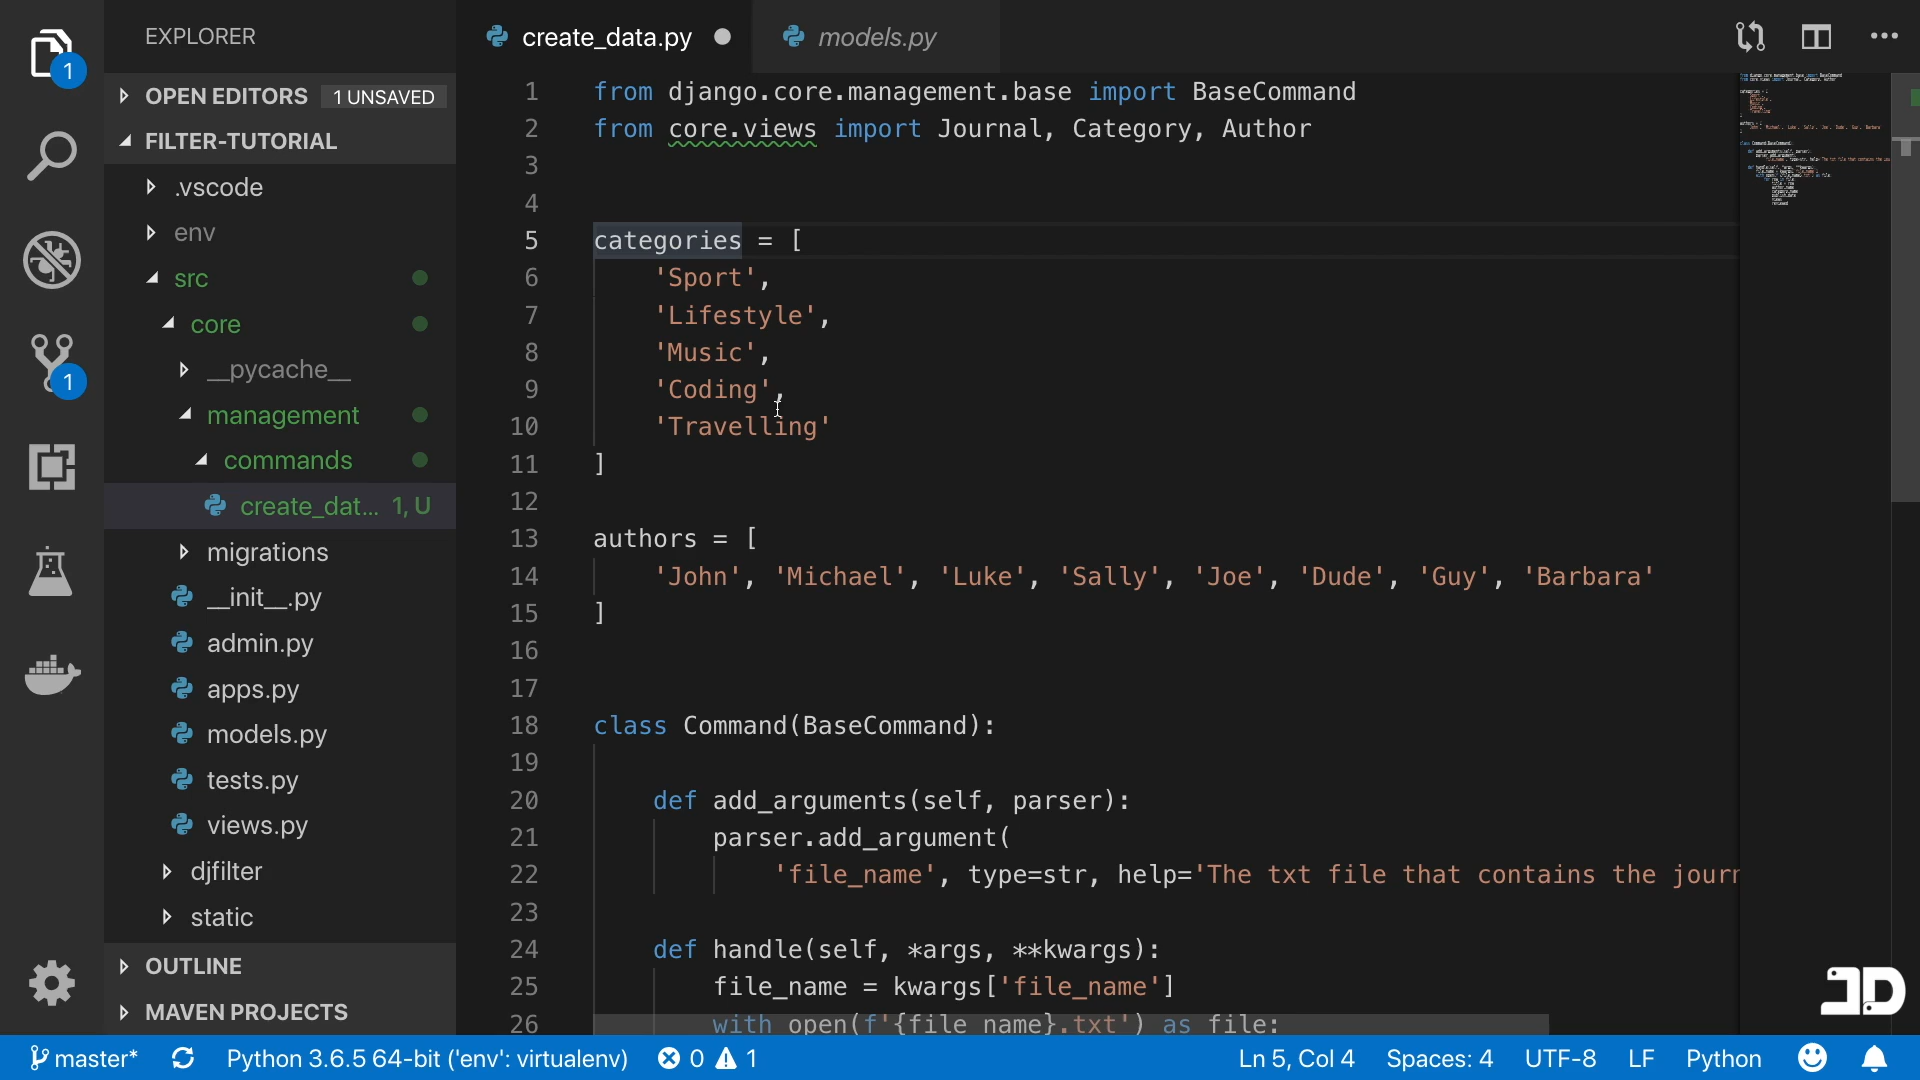 EXPLORER
OPEN EDITORS 1 UNSAVED
FILTER-TUTORIAL
.vscode
env
src
core
__pycache__
management
commands
create_dat... 1, U
migrations
__init__.py
admin.py
apps.py
models.py
tests.py
views.py
djfilter
static
OUTLINE
MAVEN PROJECTS
1
1
create_data.py
models.py
1 from django.core.management.base import BaseCommand
2 from core.views import Journal, Category, Author
3
4
5 categories = [
6 'Sport',
7 'Lifestyle',
8 'Music',
9 'Coding',
10 'Travelling'
11 ]
12
13 authors = [
14 'John', 'Michael', 'Luke', 'Sally', 'Joe', 'Dude', 'Guy', 'Barbara'
15 ]
16
17
18 class Command(BaseCommand):
19
20 def add_arguments(self, parser):
21 parser.add_argument(
22 'file_name', type=str, help='The txt file that contains the journ
23
24 def handle(self, *args, **kwargs):
25 file_name = kwargs['file_name']
26 with open(f'{file_name}.txt') as file:
JD
master* Python 3.6.5 64-bit ('env': virtualenv) 0 1 Ln 5, Col 4 Spaces: 4 UTF-8 LF Python